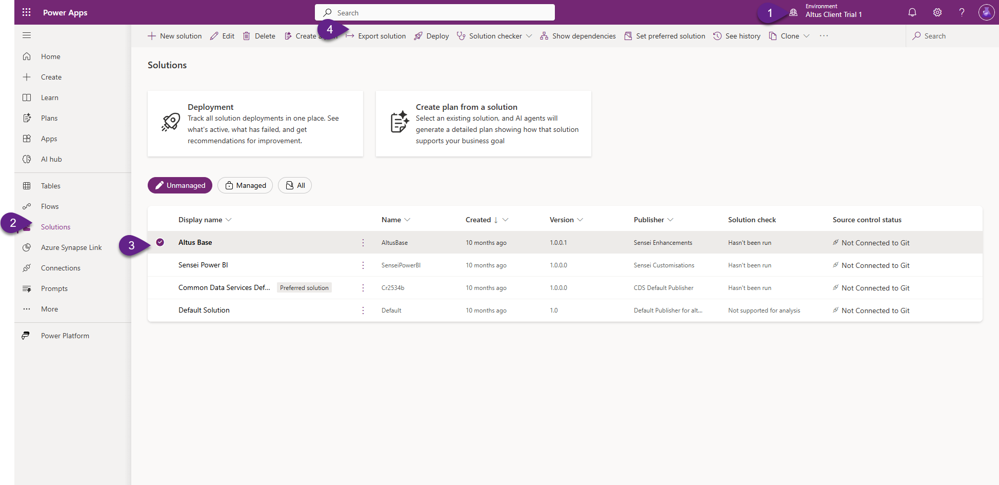 Power Apps
Search
1
Environment
Altus Client Trial 1
4
New solution
Edit
Delete
Create a
Export solution
Deploy
Solution checker
Show dependencies
Set preferred solution
See history
Clone
Search
Home
Create
Learn
Plans
Apps
AI hub
Tables
Flows
2
Solutions
Azure Synapse Link
Connections
Prompts
More
Power Platform
Solutions
Deployment
Track all solution deployments in one place. See
what's active, what has failed, and get
recommendations for improvement.
Create plan from a solution
Select an existing solution, and AI agents will
generate a detailed plan showing how that solution
supports your business goal
Unmanaged
Managed
All
Display name
Name
Created
Version
Publisher
Solution check
Source control status
3
Altus Base
AltusBase
10 months ago
1.0.0.1
Sensei Enhancements
Hasn't been run
Not Connected to Git
Sensei Power BI
SenseiPowerBI
10 months ago
1.0.0.0
Sensei Customisations
Hasn't been run
Not Connected to Git
Common Data Services Def...
Preferred solution
Cr2534b
10 months ago
1.0.0.0
CDS Default Publisher
Hasn't been run
Not Connected to Git
Default Solution
Default
10 months ago
1.0
Default Publisher for alt...
Not supported for analysis
Not Connected to Git